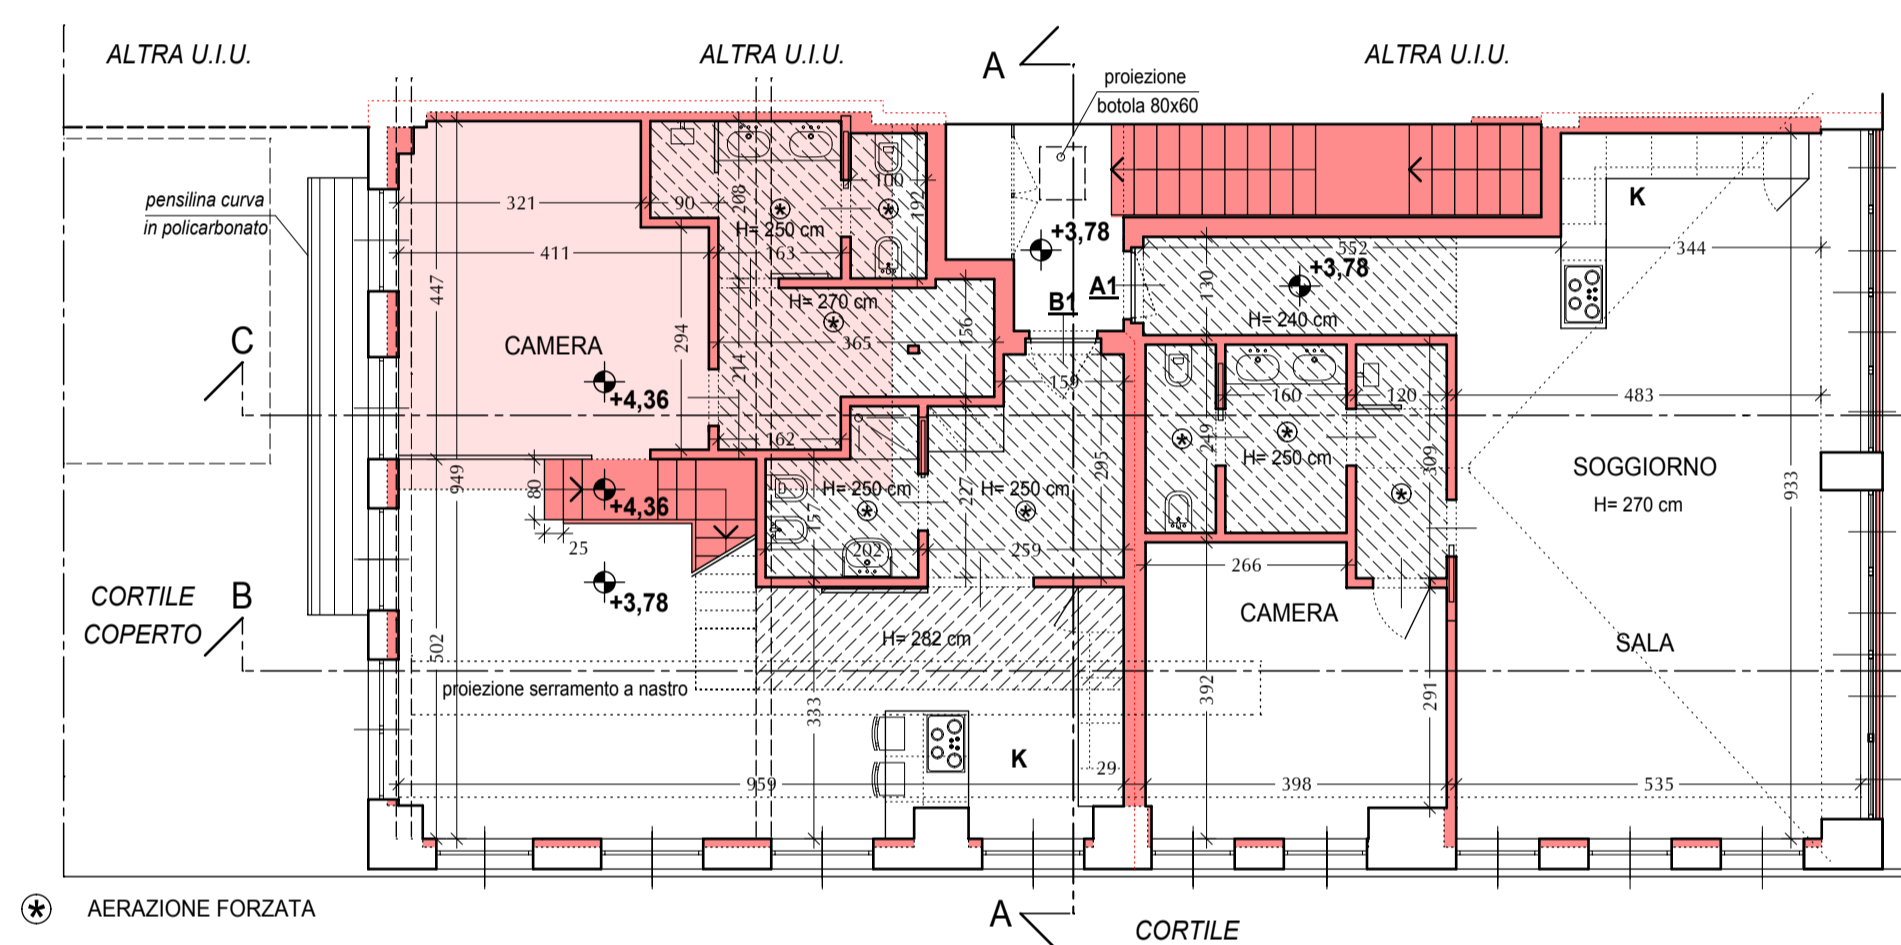 ALTRA U.I.U.
ALTRA U.I.U.
ALTRA U.I.U.
A
proiezione
botola 80x60
pensilina curva
in policarbonato
321
90
208
100
192
H= 250 cm
163
411
447
+3,78
552
344
K
+3,78
130
A1
B1
H= 240 cm
H= 270 cm
156
365
294
214
C
CAMERA
+4,36
159
160
120
483
162
249
H= 250 cm
309
295
SOGGIORNO
H= 270 cm
933
949
80
+4,36
H= 250 cm
H= 250 cm
227
157
25
202
259
266
+3,78
CORTILE
COPERTO
B
CAMERA
502
H= 282 cm
SALA
proiezione serramento a nastro
333
392
291
K
29
959
398
535
AERAZIONE FORZATA
A
CORTILE